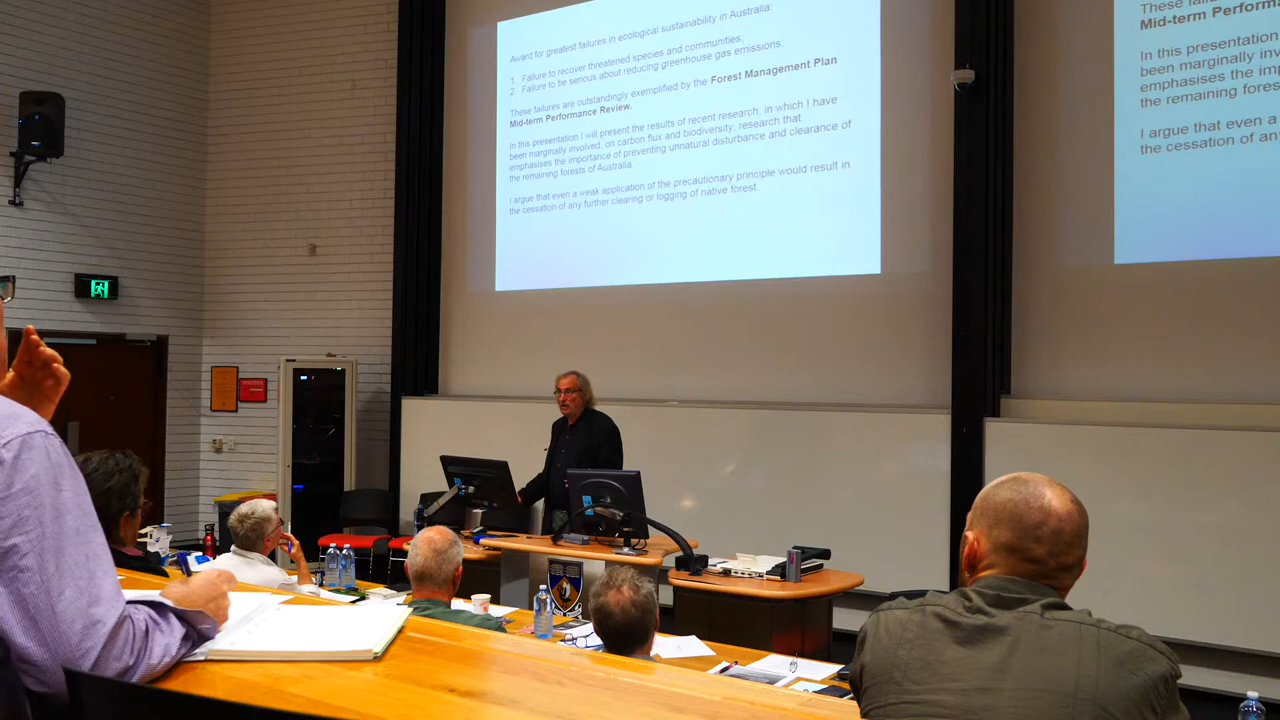 Award for greatest failures in ecological sustainability in Australia:
1. Failure to recover threatened species and communities;
2. Failure to be serious about reducing greenhouse gas emissions;
These failures are outstandingly exemplified by the Forest Management Plan
Mid-term Performance Review.
In this presentation I will present the results of recent research, in which I have
been marginally involved, on carbon flux and biodiversity, research that
emphasises the importance of preventing unnatural disturbance and clearance of
the remaining forests of Australia.
I argue that even a weak application of the precautionary principle would result in
the cessation of any further clearing or logging of native forest.
These
Mid-term Performa
In this presentation
been marginally inv
emphasises the imp
the remaining fores
I argue that even a
the cessation of an